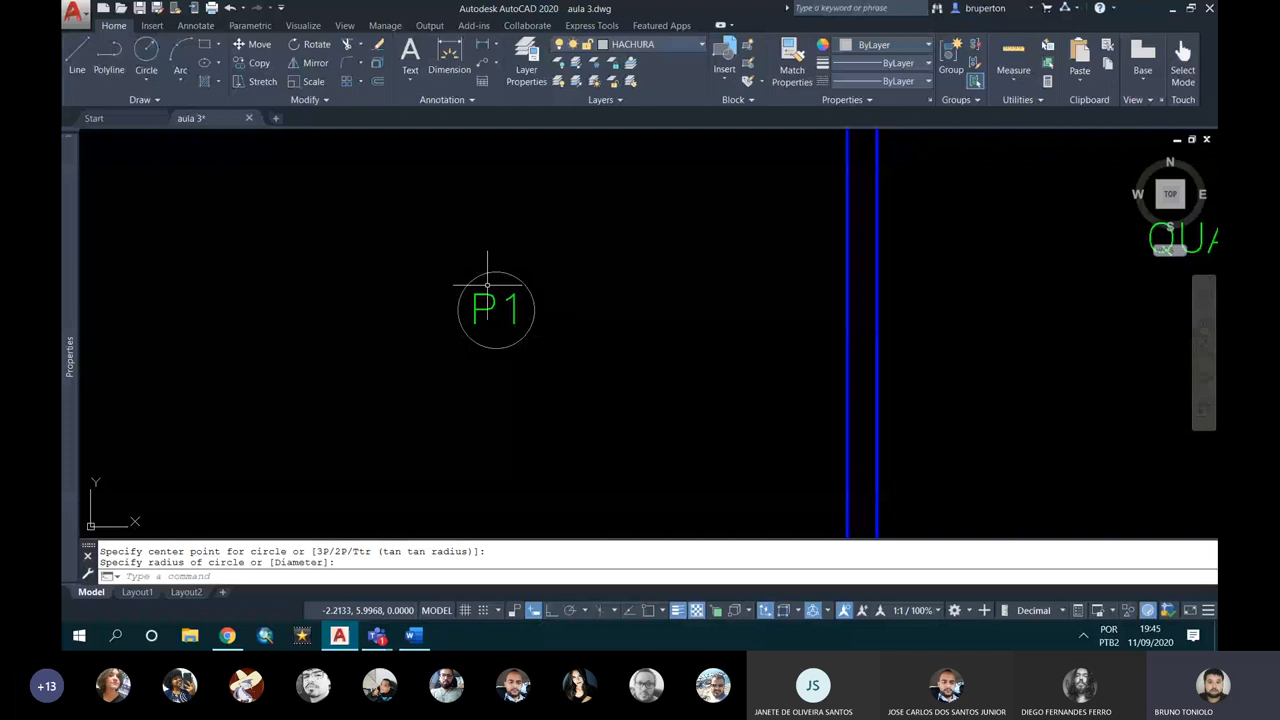 Autodesk AutoCAD 2020 aula 3.dwg
Type a keyword or phrase
bruperton
Home Insert Annotate Parametric View Manage Output Add-ins Collaborate Express Tools Featured Apps
Line Polyline Circle Arc
Move Rotate
Copy Mirror
Stretch Scale
Text Dimension
Layer Properties
HACHURA
Insert
Match Properties
ByLayer
ByLayer
ByLayer
Group
Measure
Paste
Base
Select Mode
Draw Modify Annotation Layers Block Properties Groups Utilities Clipboard View Touch
Start aula 3*
N
W TOP E
S
QUA
P1
Properties
Y
X
Specify center point for circle or [3P/2P/Ttr (tan tan radius)]:
Specify radius of circle or [Diameter]:
Type a command
Model Layout1 Layout2
-2.2133, 5.9968, 0.0000 MODEL 1:1 / 100% Decimal
POR 19:45
PTB2 11/09/2020
+13
JS
JANETE DE OLIVEIRA SANTOS JOSE CARLOS DOS SANTOS JUNIOR DIEGO FERNANDES FERRO BRUNO TONIOLO